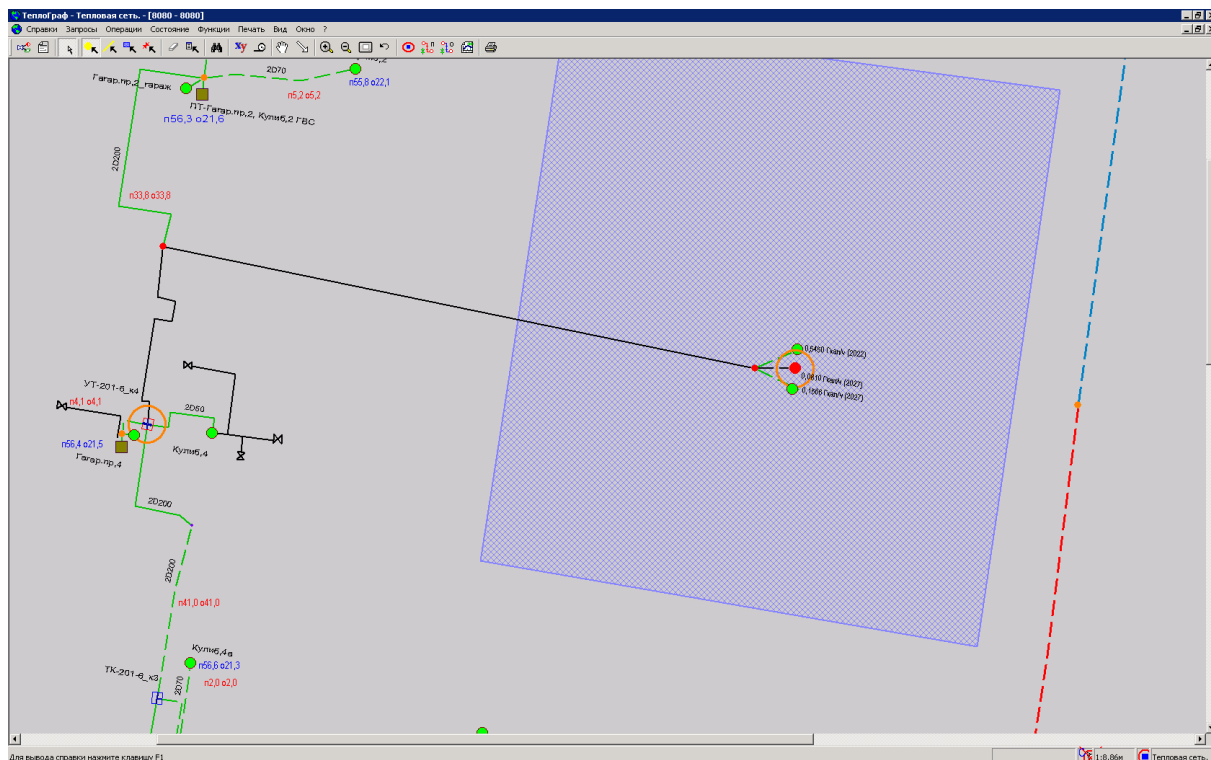 ТеплоГраф - Тепловая сеть. - [8080 - 8080]
Справки Запросы Операции Состояние Функции Печать Вид Окно ?
2D70
п55,8 о22,1
Гагар.пр,2_гараж
п5,2 о5,2
ПТ-Гагар.пр,2, Кулиб,2 ГВС
п56,3 о21,6
2D200
п33,8 о33,8
0,5460 Гкал/ч (2022)
0,0810 Гкал/ч (2027)
0,1666 Гкал/ч (2027)
УТ-201-6_к4
п4,1 о4,1
2D50
п56,4 о21,5
Кулиб,4
Гагар.пр,4
2D200
2D200
п41,0 о41,0
Кулиб,4а
п56,6 о21,3
ТК-201-6_к3
п2,0 о2,0
2D70
Для вывода справки нажмите клавишу F1
1:8,86м
Тепловая сеть.